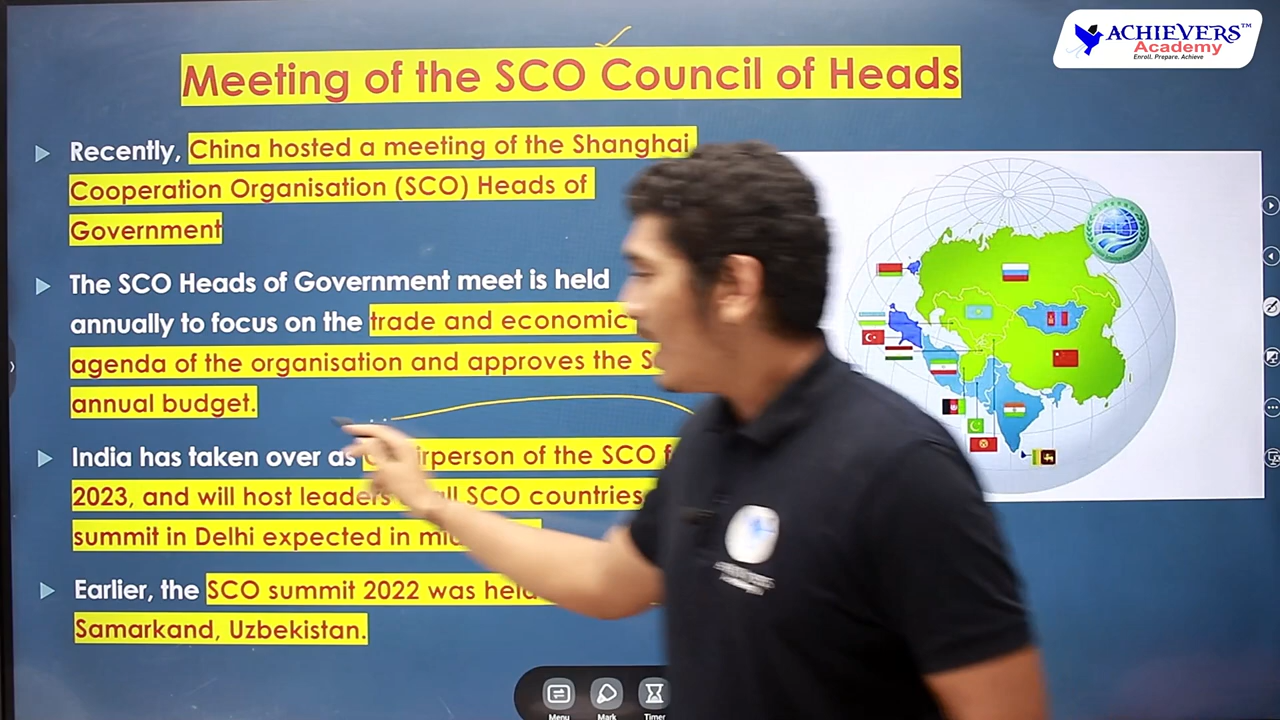 ACHIEVERS™
Academy
Enroll. Prepare. Achieve
Meeting of the SCO Council of Heads
Recently, China hosted a meeting of the Shanghai
Cooperation Organisation (SCO) Heads of
Government
The SCO Heads of Government meet is held
annually to focus on the trade and economic
agenda of the organisation and approves the
annual budget.
India has taken over as of the SCO
2023, and will host leaders all SCO countries
summit in Delhi expected in
Earlier, the SCO summit 2022 was held
Samarkand, Uzbekistan.
Menu
Mark
Timer